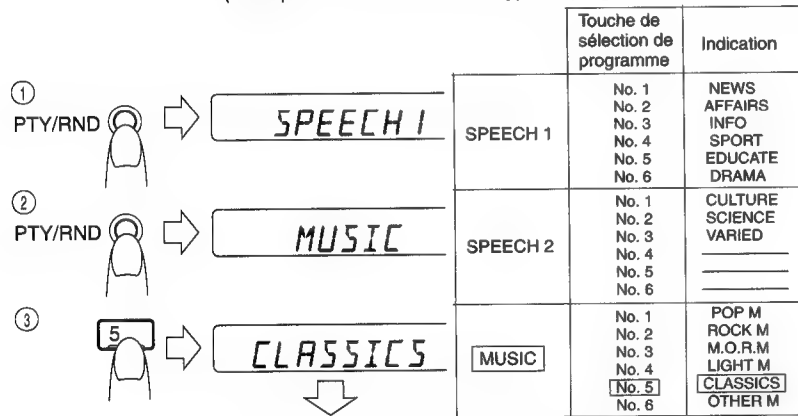 Touche de
sélection de
programme
Indication
①
PTY/RND
SPEECH 1
SPEECH 1
No. 1 NEWS
No. 2 AFFAIRS
No. 3 INFO
No. 4 SPORT
No. 5 EDUCATE
No. 6 DRAMA
②
PTY/RND
MUSIC
SPEECH 2
No. 1 CULTURE
No. 2 SCIENCE
No. 3 VARIED
No. 4
No. 5
No. 6
③
5
CLASSICS
MUSIC
No. 1 POP M
No. 2 ROCK M
No. 3 M.O.R.M
No. 4 LIGHT M
No. 5 CLASSICS
No. 6 OTHER M